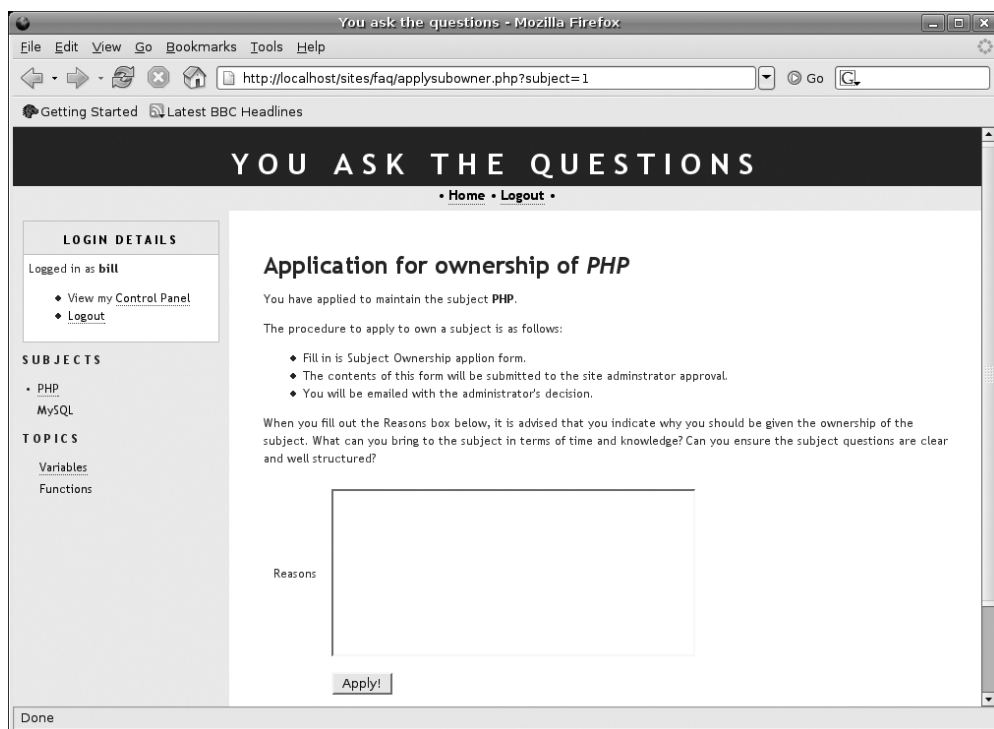 You ask the questions - Mozilla Firefox
File Edit View Go Bookmarks Tools Help
http://localhost/sites/faq/applysubowner.php?subject=1 Go G
Getting Started Latest BBC Headlines
YOU ASK THE QUESTIONS
• Home • Logout •
LOGIN DETAILS
Logged in as bill
View my Control Panel
Logout
SUBJECTS
• PHP
MySQL
TOPICS
Variables
Functions
Application for ownership of PHP
You have applied to maintain the subject PHP.
The procedure to apply to own a subject is as follows:
Fill in is Subject Ownership applion form.
The contents of this form will be submitted to the site adminstrator approval.
You will be emailed with the administrator's decision.
When you fill out the Reasons box below, it is advised that you indicate why you should be given the ownership of the
subject. What can you bring to the subject in terms of time and knowledge? Can you ensure the subject questions are clear
and well structured?
Reasons
Apply!
Done